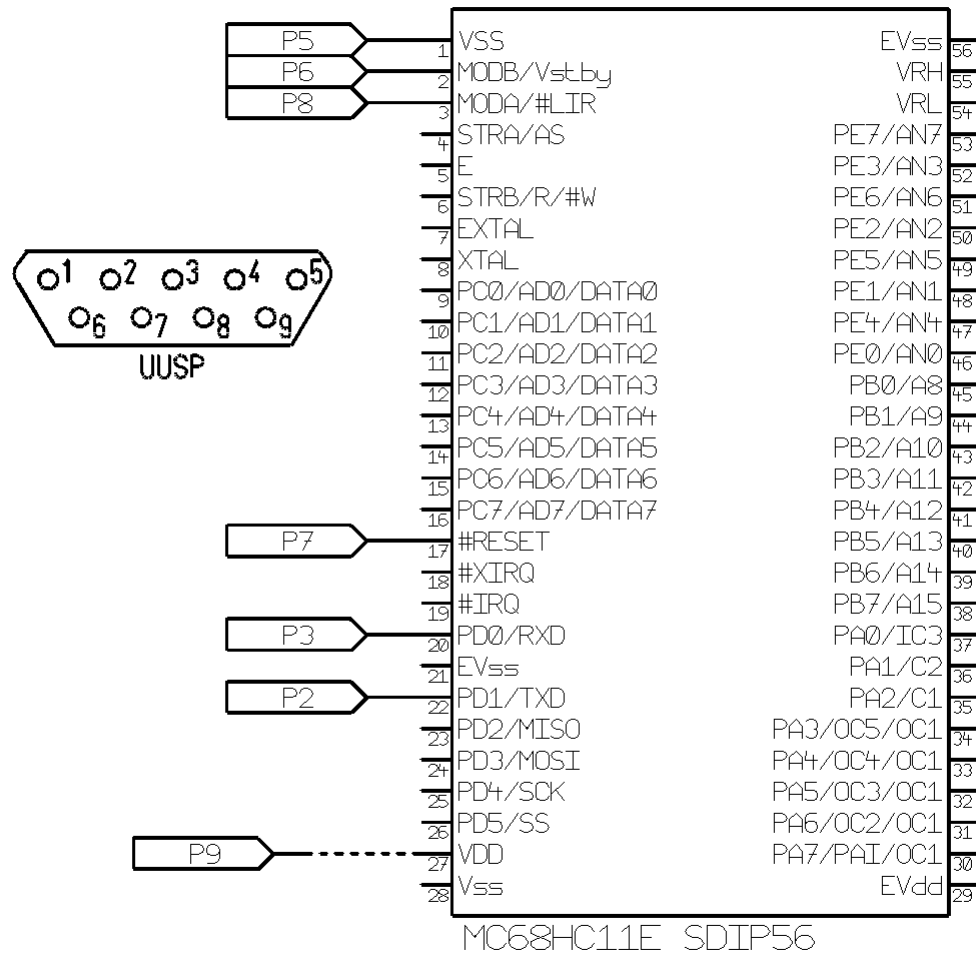 P5
P6
P8
P7
P3
P2
P9
1 2 3 4 5
6 7 8 9
UUSP
1 VSS EVss 56
2 MODB/Vstby VRH 55
3 MODA/#LIR VRL 54
4 STRA/AS PE7/AN7 53
5 E PE3/AN3 52
6 STRB/R/#W PE6/AN6 51
7 EXTAL PE2/AN2 50
8 XTAL PE5/AN5 49
9 PC0/AD0/DATA0 PE1/AN1 48
10 PC1/AD1/DATA1 PE4/AN4 47
11 PC2/AD2/DATA2 PE0/AN0 46
12 PC3/AD3/DATA3 PB0/A8 45
13 PC4/AD4/DATA4 PB1/A9 44
14 PC5/AD5/DATA5 PB2/A10 43
15 PC6/AD6/DATA6 PB3/A11 42
16 PC7/AD7/DATA7 PB4/A12 41
17 #RESET PB5/A13 40
18 #XIRQ PB6/A14 39
19 #IRQ PB7/A15 38
20 PD0/RXD PA0/IC3 37
21 EVss PA1/C2 36
22 PD1/TXD PA2/C1 35
23 PD2/MISO PA3/OC5/OC1 34
24 PD3/MOSI PA4/OC4/OC1 33
25 PD4/SCK PA5/OC3/OC1 32
26 PD5/SS PA6/OC2/OC1 31
27 VDD PA7/PAI/OC1 30
28 Vss EVdd 29
MC68HC11E SDIP56